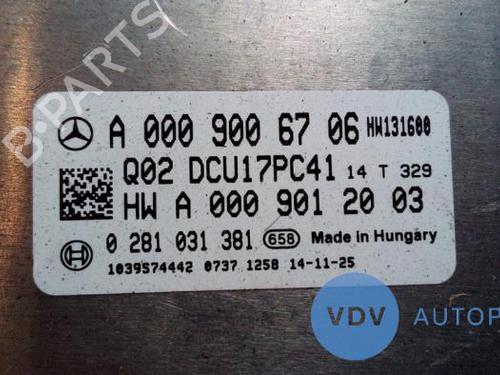 B-Parts
A 000 900 67 06 HW131600
Q02 DCU17PC41 14 T 329
HW A 000 901 20 03
0 281 031 381 658 Made in Hungary
1039S74442 0737 1258 14-11-25
VDV AUTOP